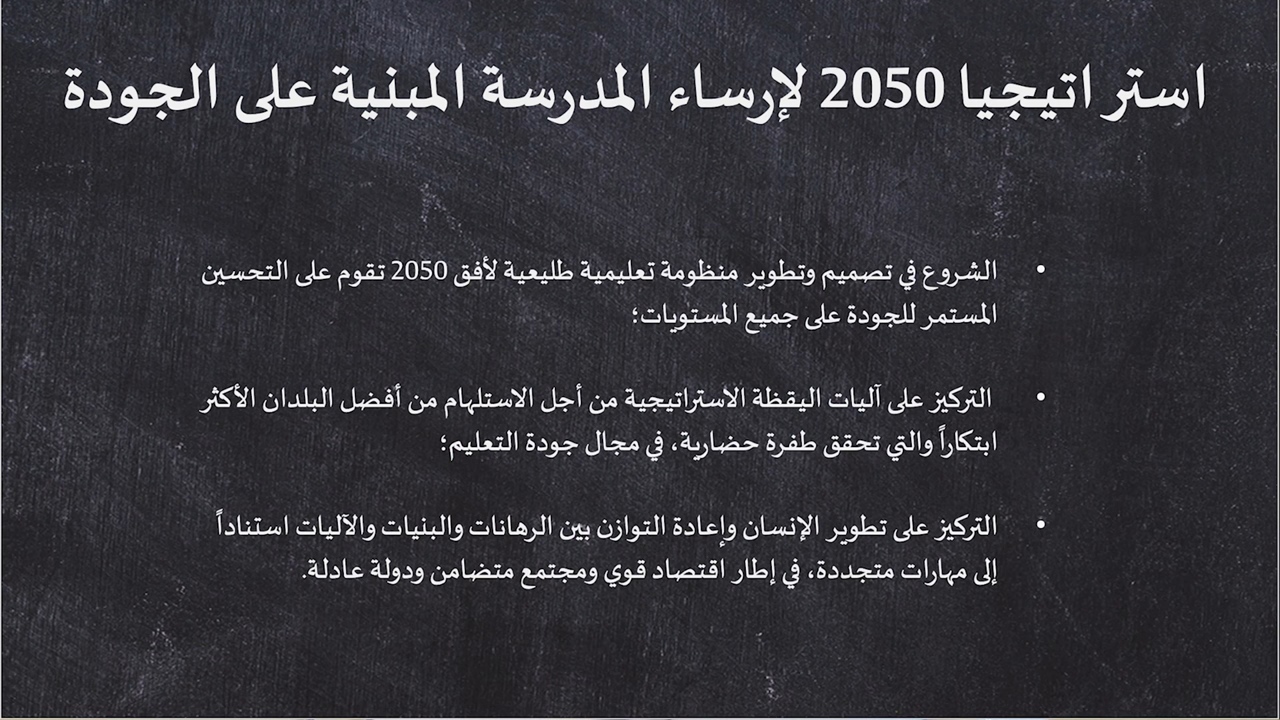 استراتيجيا 2050 لإرساء المدرسة المبنية على الجودة
• الشروع في تصميم وتطوير منظومة تعليمية طليعية لأفق 2050 تقوم على التحسين
المستمر للجودة على جميع المستويات؛
• التركيز على آليات اليقظة الاستراتيجية من أجل الاستلهام من أفضل البلدان الأكثر
ابتكاراً والتي تحقق طفرة حضارية، في مجال جودة التعليم؛
• التركيز على تطوير الإنسان وإعادة التوازن بين الرهانات والبنيات والآليات استناداً
إلى مهارات متجددة، في إطار اقتصاد قوي ومجتمع متضامن ودولة عادلة.